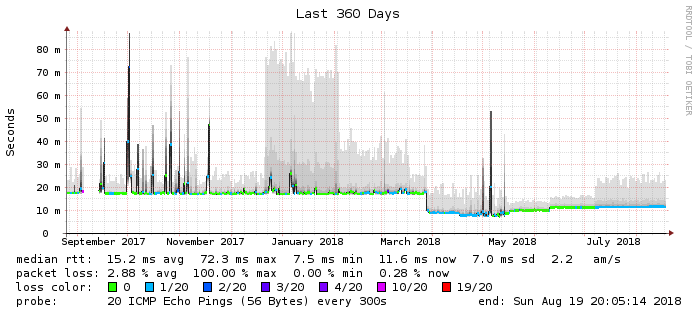 Last 360 Days
RRDTOOL / TOBI OETIKER
Seconds
80 m
70 m
60 m
50 m
40 m
30 m
20 m
10 m
0
September 2017 November 2017 January 2018 March 2018 May 2018 July 2018
median rtt: 15.2 ms avg 72.3 ms max 7.5 ms min 11.6 ms now 7.0 ms sd 2.2 am/s
packet loss: 2.88 % avg 100.00 % max 0.00 % min 0.28 % now
loss color: 0 1/20 2/20 3/20 4/20 10/20 19/20
probe: 20 ICMP Echo Pings (56 Bytes) every 300s end: Sun Aug 19 20:05:14 2018